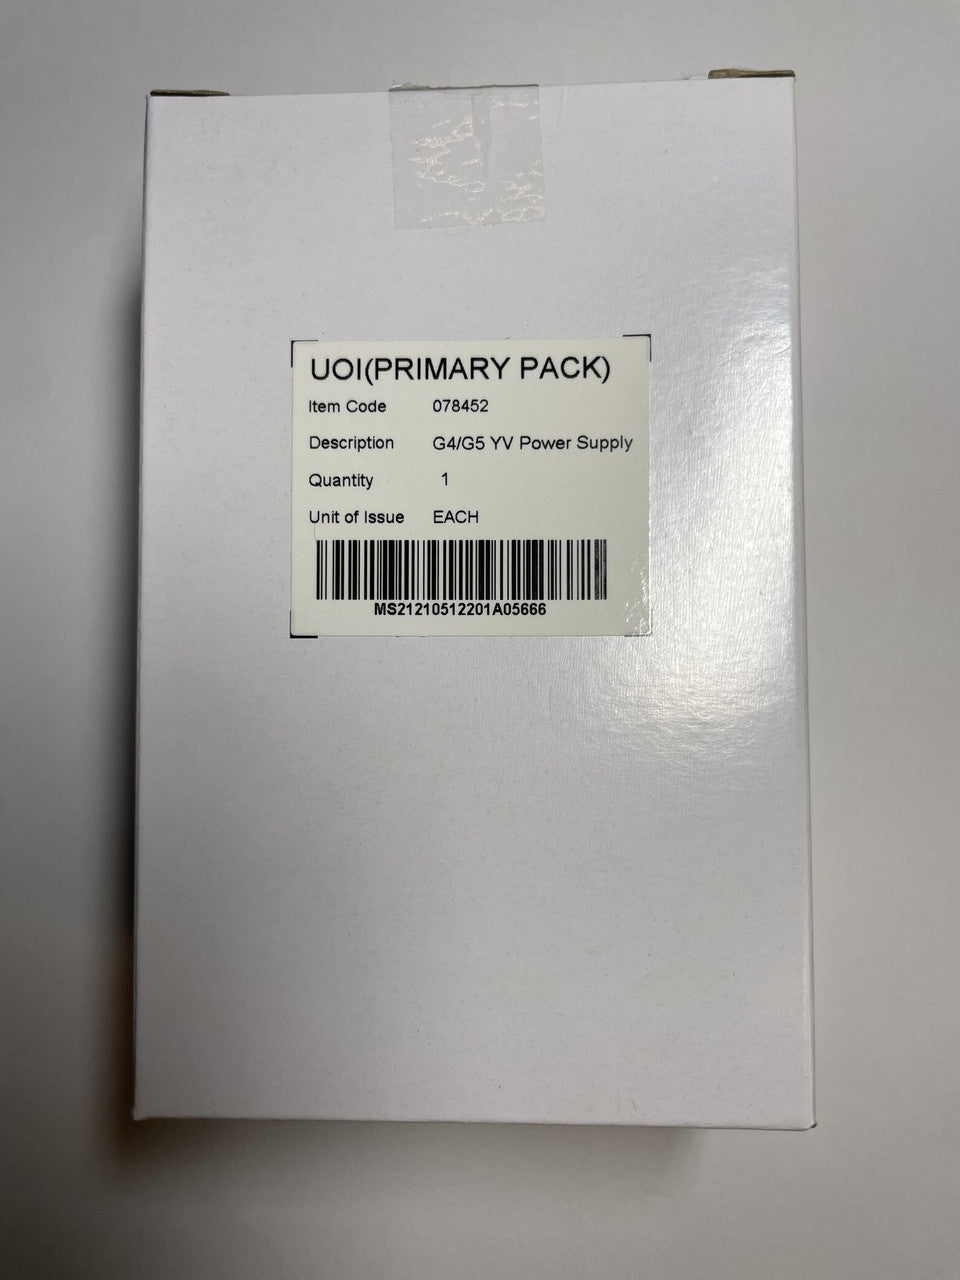 UOI(PRIMARY PACK)
Item Code 078452
Description G4/G5 YV Power Supply
Quantity 1
Unit of Issue EACH
MS21210512201A05666